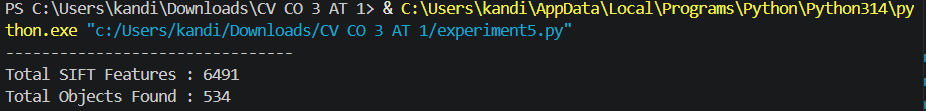 PS C:\Users\kandi\Downloads\CV CO 3 AT 1> & C:\Users\kandi\AppData\Local\Programs\Python\Python314\py
thon.exe "c:/Users/kandi/Downloads/CV CO 3 AT 1/experiment5.py"
--------------------------------
Total SIFT Features : 6491
Total Objects Found : 534